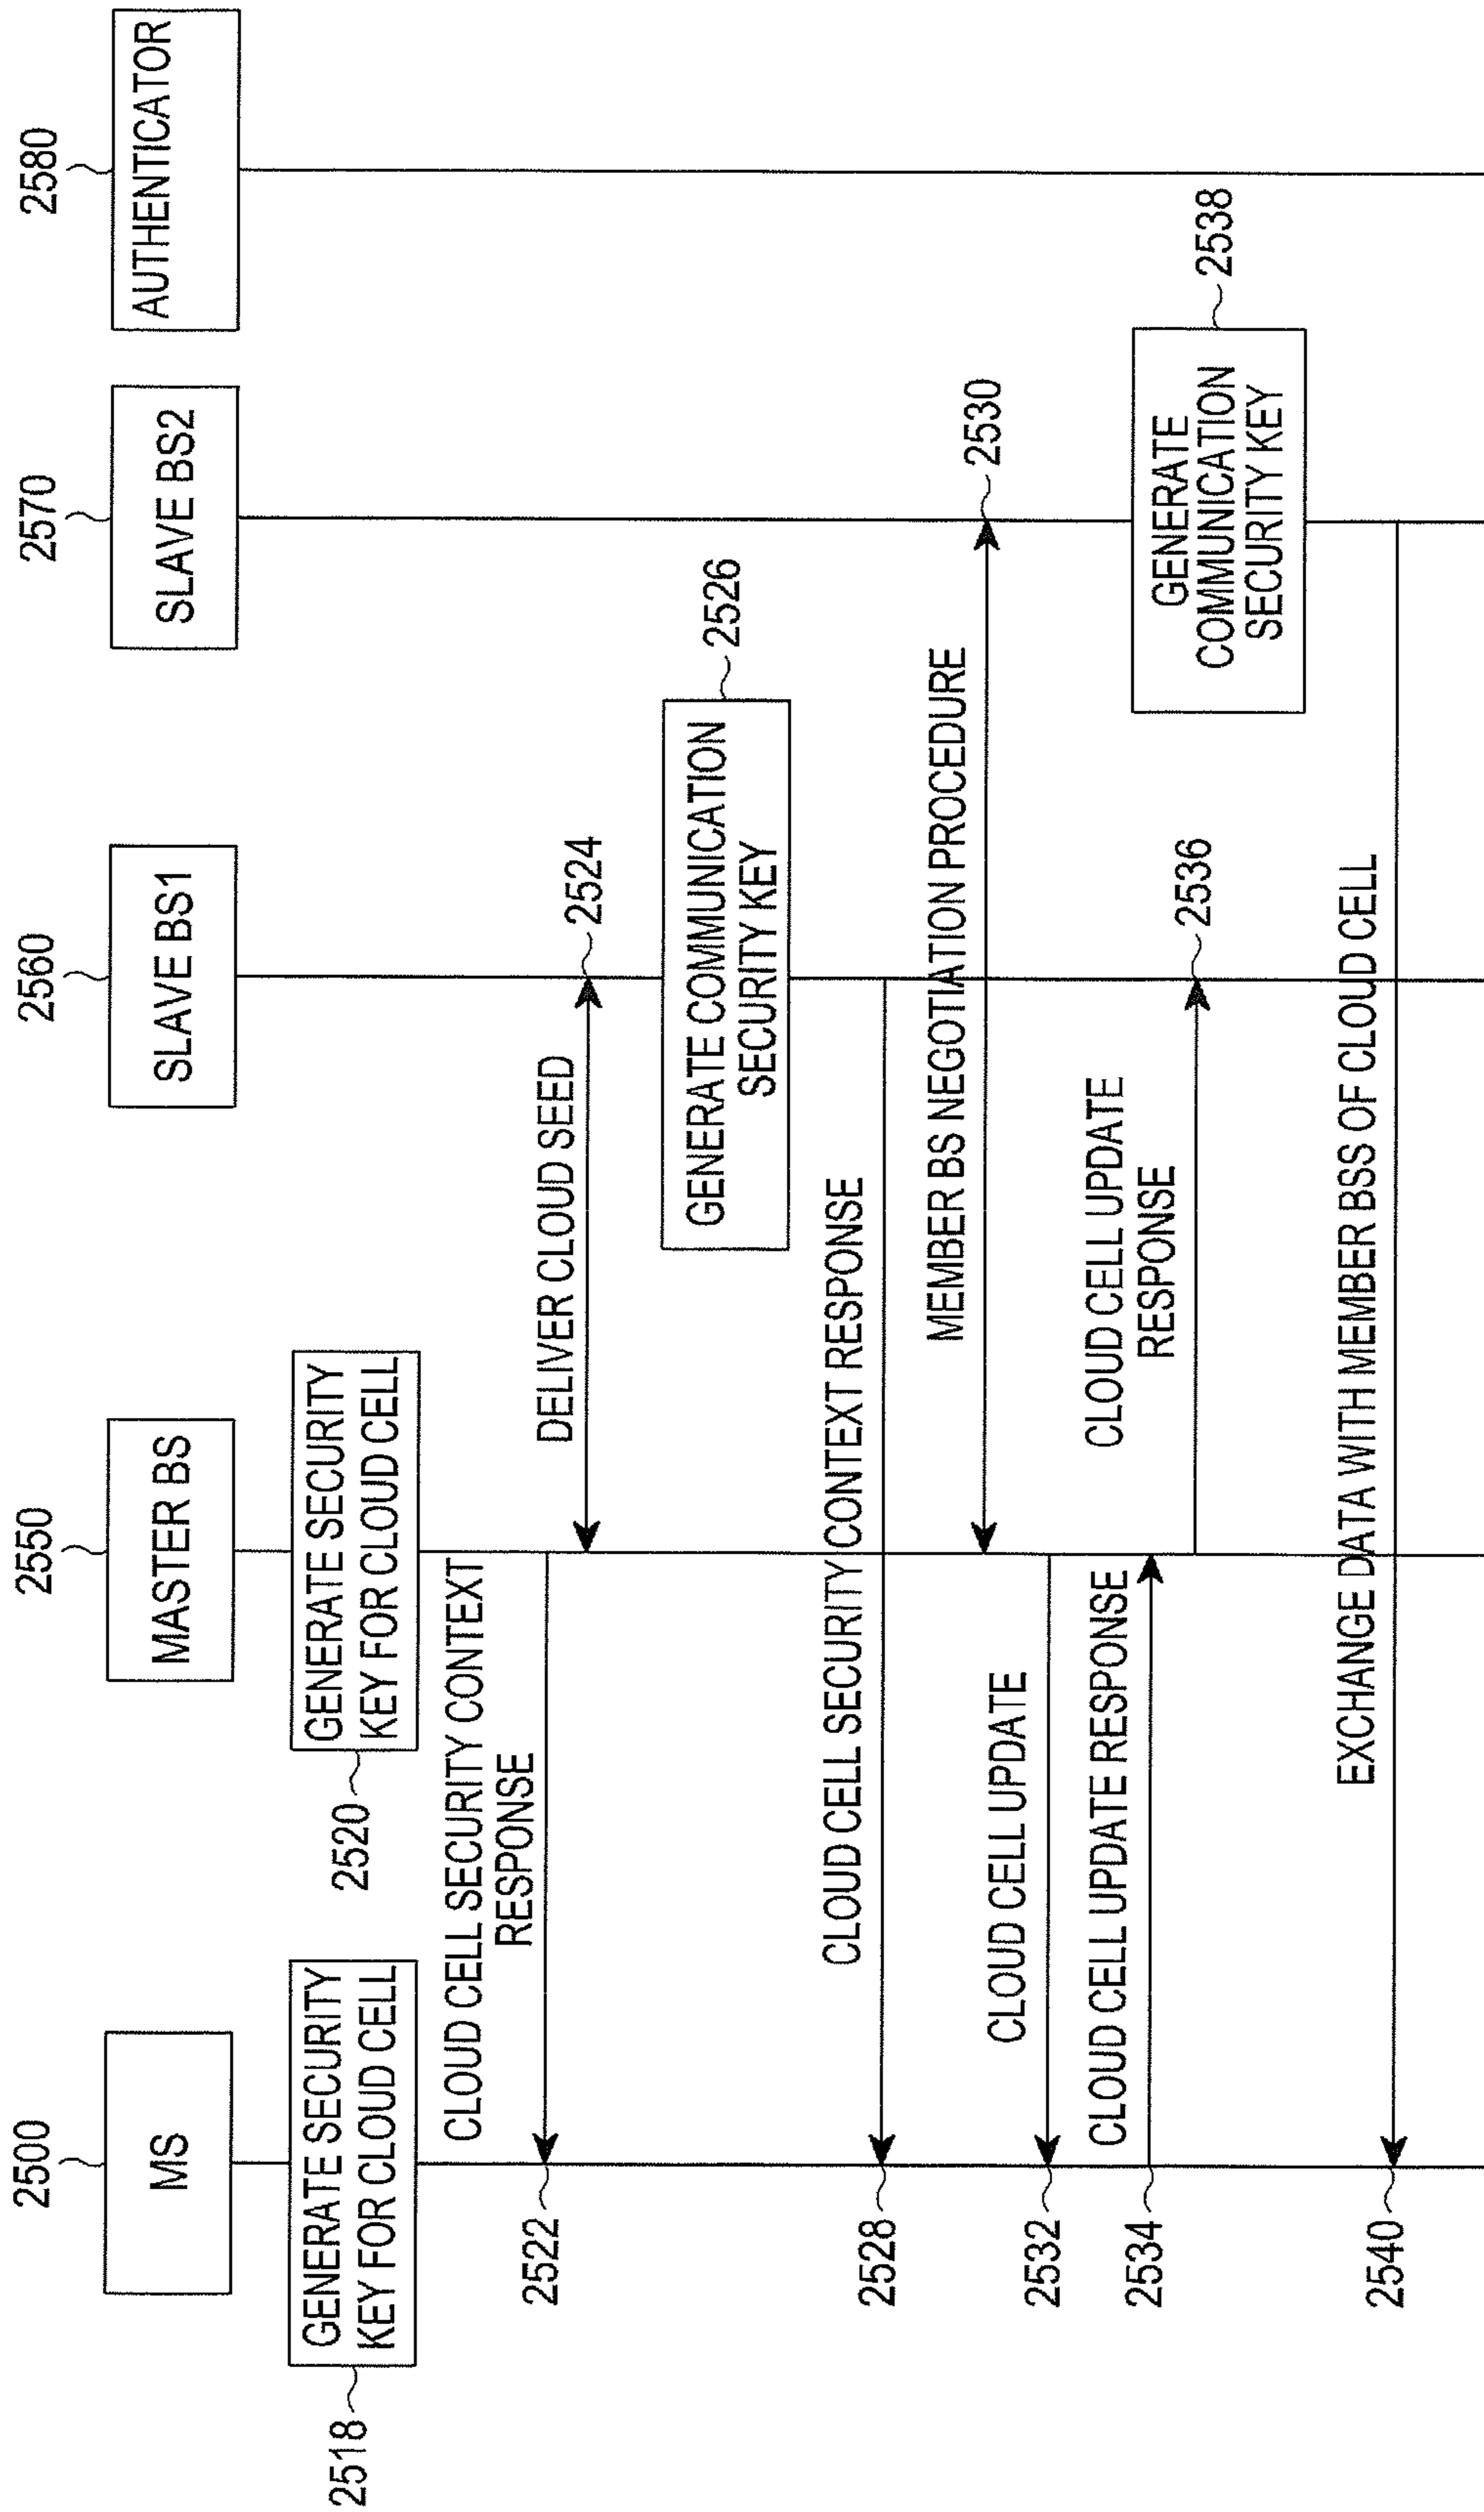 2500
2550
2560
2570
2580
MS
MASTER BS
SLAVE BS1
SLAVE BS2
AUTHENTICATOR
GENERATE SECURITY
KEY FOR CLOUD CELL
2518
GENERATE SECURITY
KEY FOR CLOUD CELL
2520
CLOUD CELL SECURITY CONTEXT
RESPONSE
2522
DELIVER CLOUD SEED
2524
GENERATE COMMUNICATION
SECURITY KEY
2526
CLOUD CELL SECURITY CONTEXT RESPONSE
2528
MEMBER BS NEGOTIATION PROCEDURE
2530
CLOUD CELL UPDATE
2532
CLOUD CELL UPDATE RESPONSE
2534
CLOUD CELL UPDATE
RESPONSE
2536
GENERATE
COMMUNICATION
SECURITY KEY
2538
EXCHANGE DATA WITH MEMBER BSS OF CLOUD CELL
2540